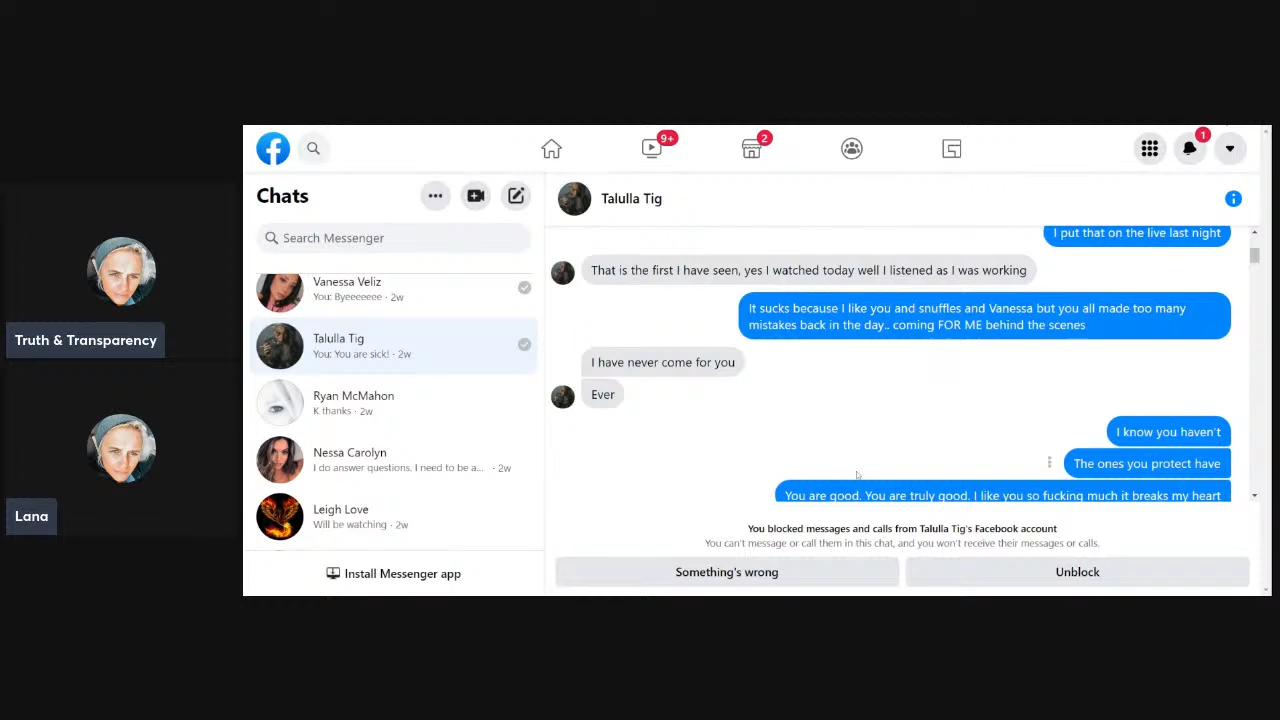 Truth & Transparency
Lana
9+
2
1
Chats
Search Messenger
Vanessa Veliz
You: Byeeeeee · 2w
Talulla Tig
You: You are sick! · 2w
Ryan McMahon
K thanks · 2w
Nessa Carolyn
I do answer questions. I need to be a... · 2w
Leigh Love
Will be watching · 2w
Install Messenger app
Talulla Tig
I put that on the live last night
That is the first I have seen, yes I watched today well I listened as I was working
It sucks because I like you and snuffles and Vanessa but you all made too many
mistakes back in the day.. coming FOR ME behind the scenes
I have never come for you
Ever
I know you haven't
The ones you protect have
You are good. You are truly good. I like you so fucking much it breaks my heart
You blocked messages and calls from Talulla Tig's Facebook account
You can't message or call them in this chat, and you won't receive their messages or calls.
Something's wrong
Unblock